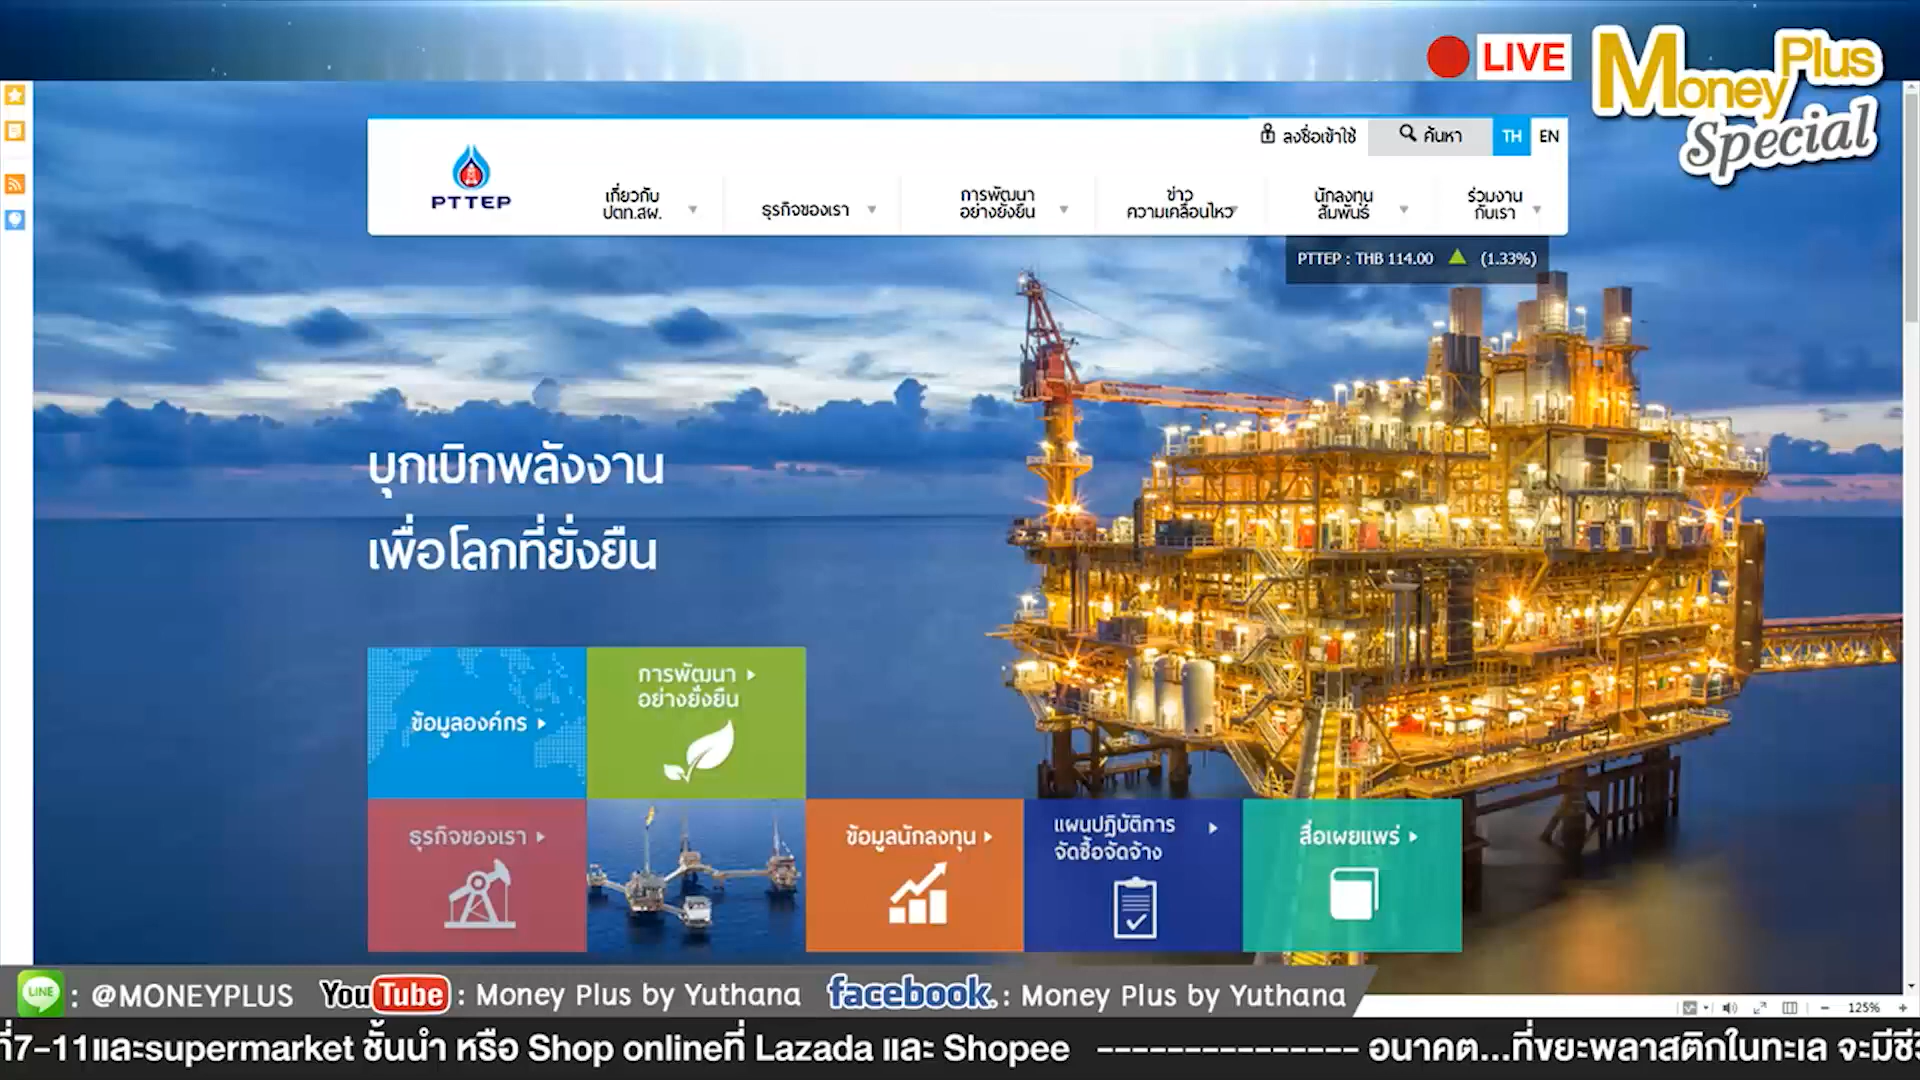 LIVE
Money Plus
Special
ลงชื่อเข้าใช้
ค้นหา
TH
EN
PTTEP
เกี่ยวกับ
ปตท.สผ.
ธุรกิจของเรา
การพัฒนา
อย่างยั่งยืน
ข่าว
ความเคลื่อนไหว
นักลงทุน
สัมพันธ์
ร่วมงาน
กับเรา
PTTEP : THB 114.00 ▲ (1.33%)
บุกเบิกพลังงาน
เพื่อโลกที่ยั่งยืน
ข้อมูลองค์กร
การพัฒนา
อย่างยั่งยืน
ธุรกิจของเรา
ข้อมูลนักลงทุน
แผนปฏิบัติการ
จัดซื้อจัดจ้าง
สื่อเผยแพร่
LINE : @MONEYPLUS YouTube : Money Plus by Yuthana facebook. : Money Plus by Yuthana
125%
ที่7-11และsupermarket ชั้นนำ หรือ Shop onlineที่ Lazada และ Shopee --------------- อนาคต...ที่ขยะพลาสติกในทะเล จะมี